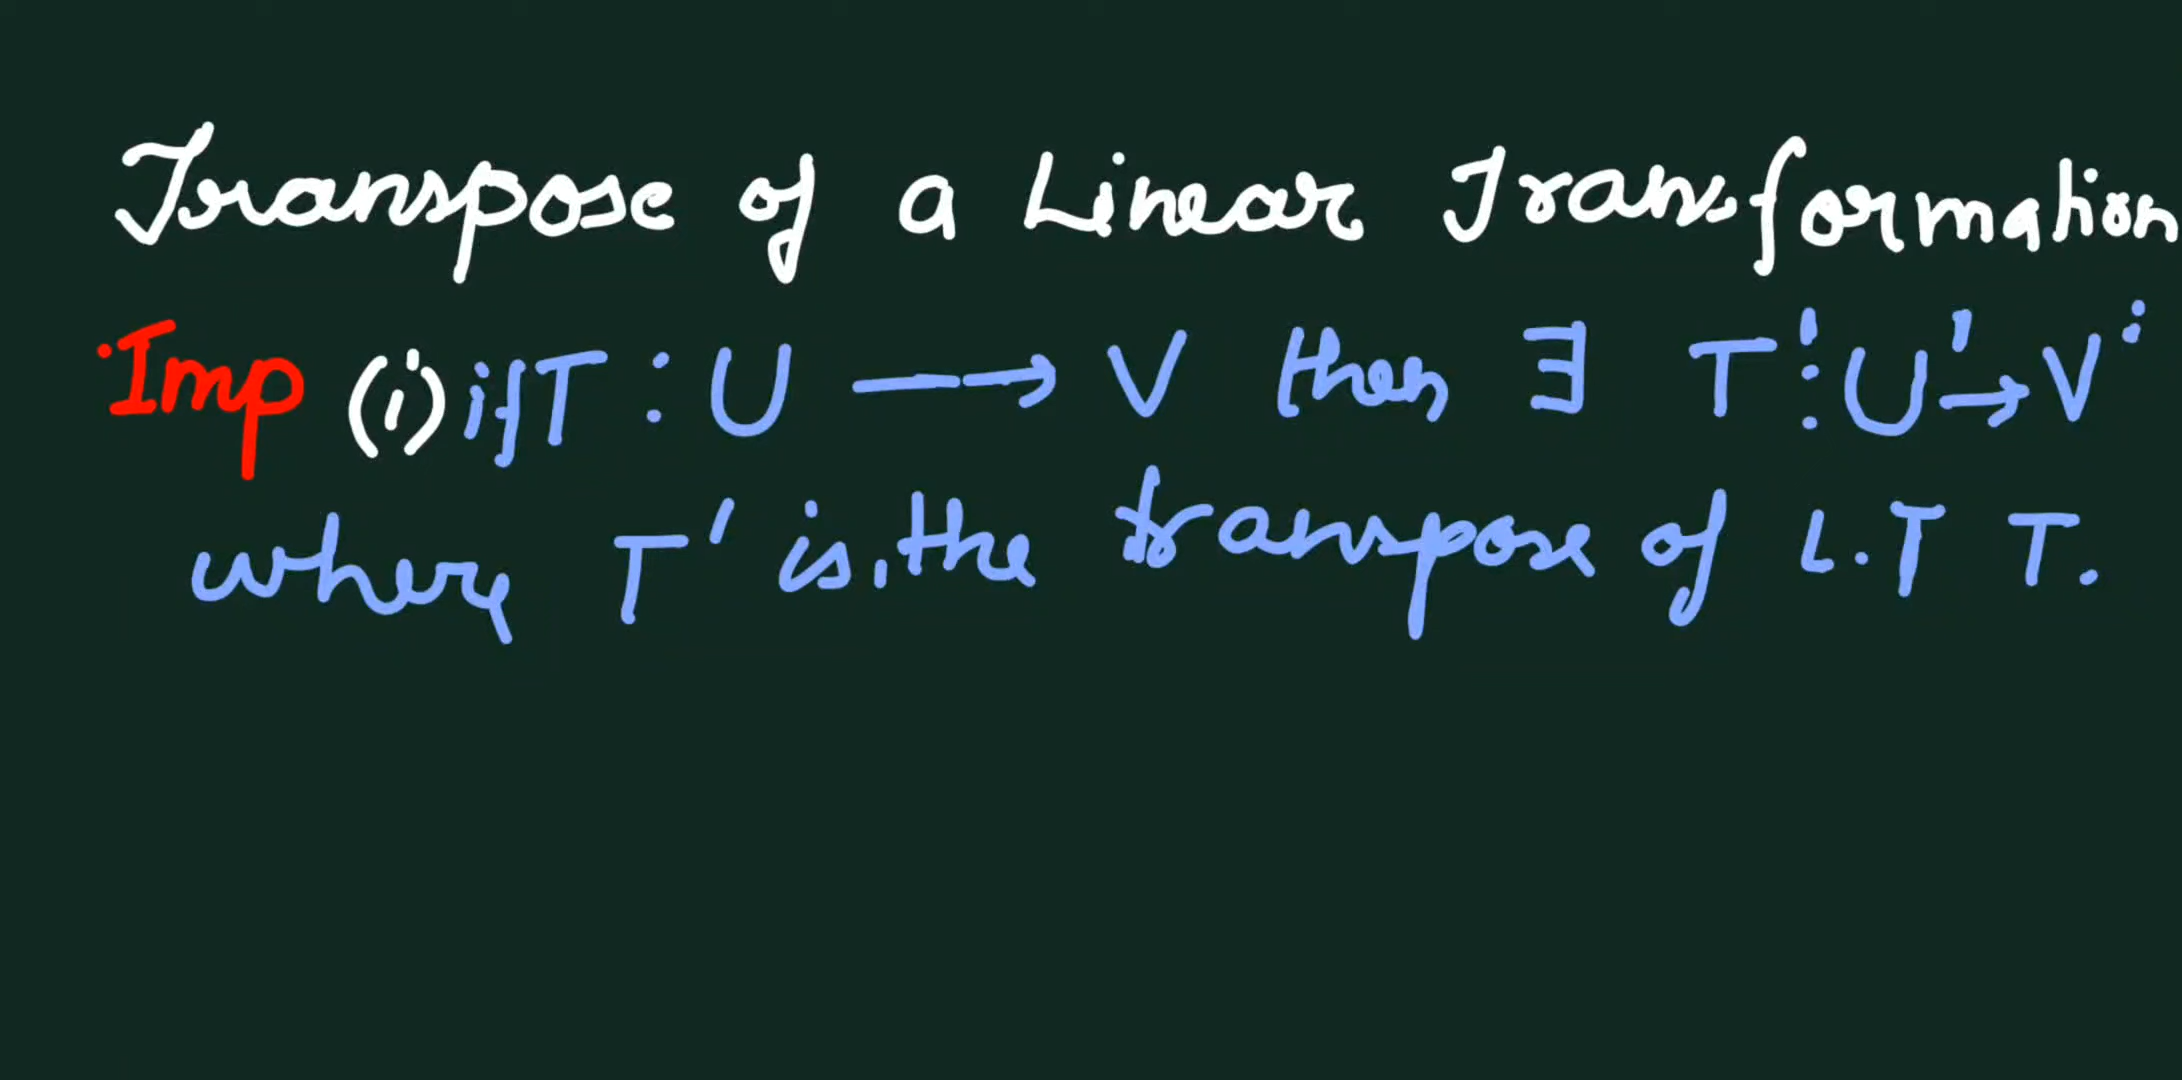 Transpose of a Linear Transformation
Imp (i) if T : U → V then ∃ T' : U' → V'
where T' is, the transpose of L.T T.